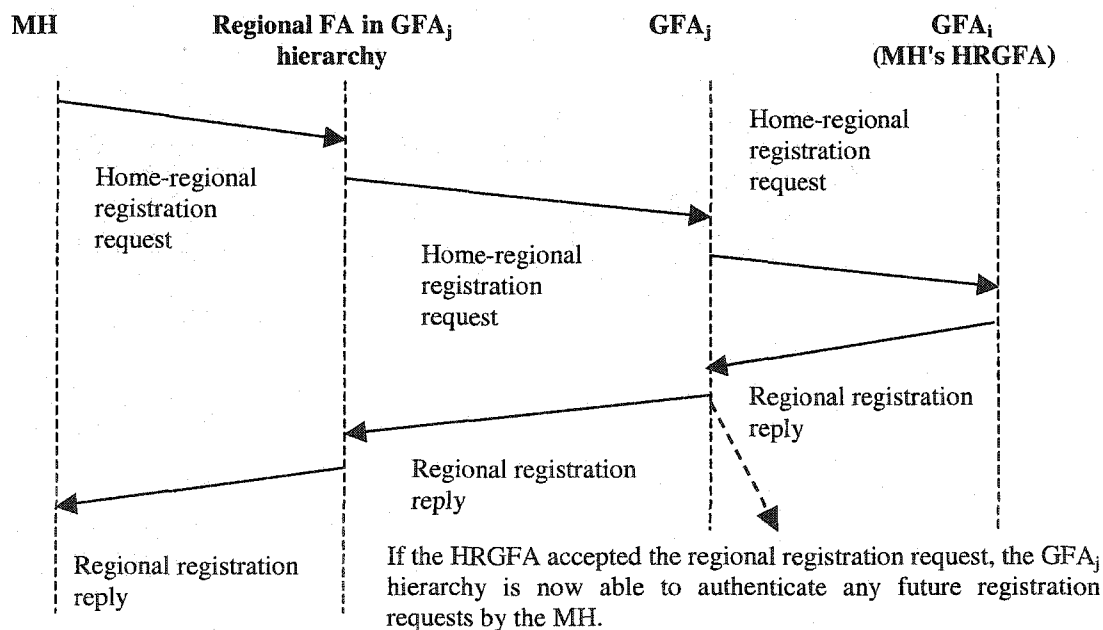 MH
Regional FA in GFAj
hierarchy
GFAj
GFAi
(MH's HRGFA)
Home-regional
registration
request
Home-regional
registration
request
Home-regional
registration
request
Regional registration
reply
Regional registration
reply
Regional registration
reply
If the HRGFA accepted the regional registration request, the GFAj
hierarchy is now able to authenticate any future registration
requests by the MH.